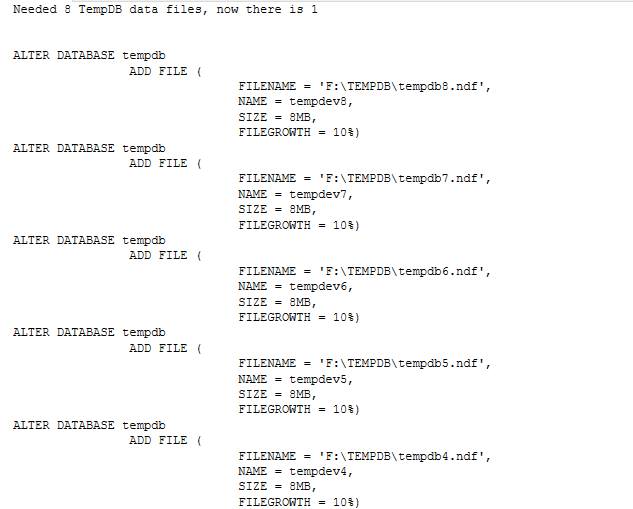 Needed 8 TempDB data files, now there is 1
ALTER DATABASE tempdb
ADD FILE (
FILENAME = 'F:\TEMPDB\tempdb8.ndf',
NAME = tempdev8,
SIZE = 8MB,
FILEGROWTH = 10%)
ALTER DATABASE tempdb
ADD FILE (
FILENAME = 'F:\TEMPDB\tempdb7.ndf',
NAME = tempdev7,
SIZE = 8MB,
FILEGROWTH = 10%)
ALTER DATABASE tempdb
ADD FILE (
FILENAME = 'F:\TEMPDB\tempdb6.ndf',
NAME = tempdev6,
SIZE = 8MB,
FILEGROWTH = 10%)
ALTER DATABASE tempdb
ADD FILE (
FILENAME = 'F:\TEMPDB\tempdb5.ndf',
NAME = tempdev5,
SIZE = 8MB,
FILEGROWTH = 10%)
ALTER DATABASE tempdb
ADD FILE (
FILENAME = 'F:\TEMPDB\tempdb4.ndf',
NAME = tempdev4,
SIZE = 8MB,
FILEGROWTH = 10%)